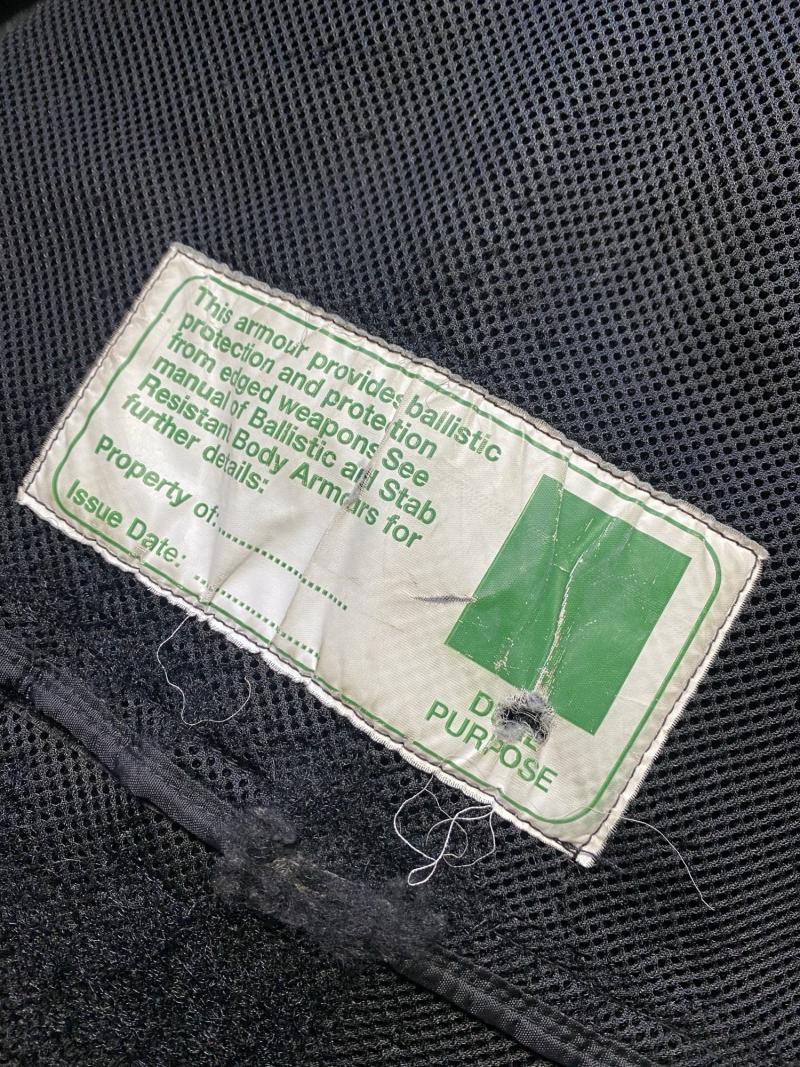 This armour provides ballistic
protection and protection
from edged weapons See
manual of Ballistic and Stab
Resistant Body Armours for
further details:
Property of:..................
Issue Date: ..................
PURPOSE